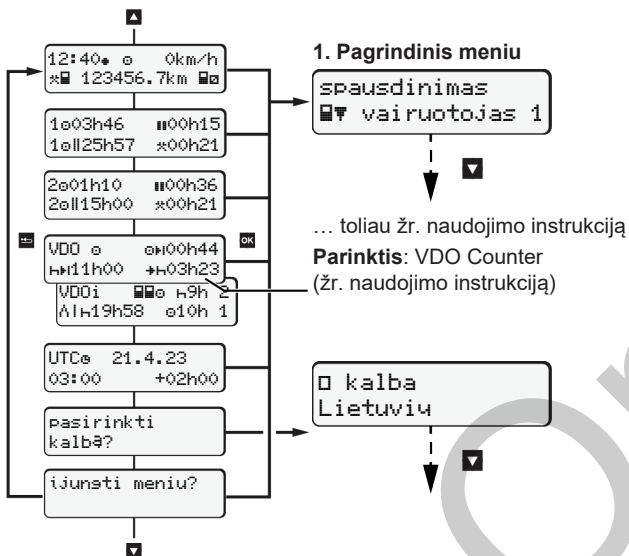 12:40 0km/h
123456.7km
1 03h46 00h15
1 25h57 00h21
2 01h10 00h36
2 15h00 00h21
VDO 00h44
11h00 03h23
VDOi 9h 2
19h58 10h 1
UTC 21.4.23
03:00 +02h00
pasirinkti
kalbą?
ijungti meniu?
OK
1. Pagrindinis meniu
spausdinimas
vairuotojas 1
… toliau žr. naudojimo instrukciją
Parinktis: VDO Counter
(žr. naudojimo instrukciją)
kalba
Lietuvių